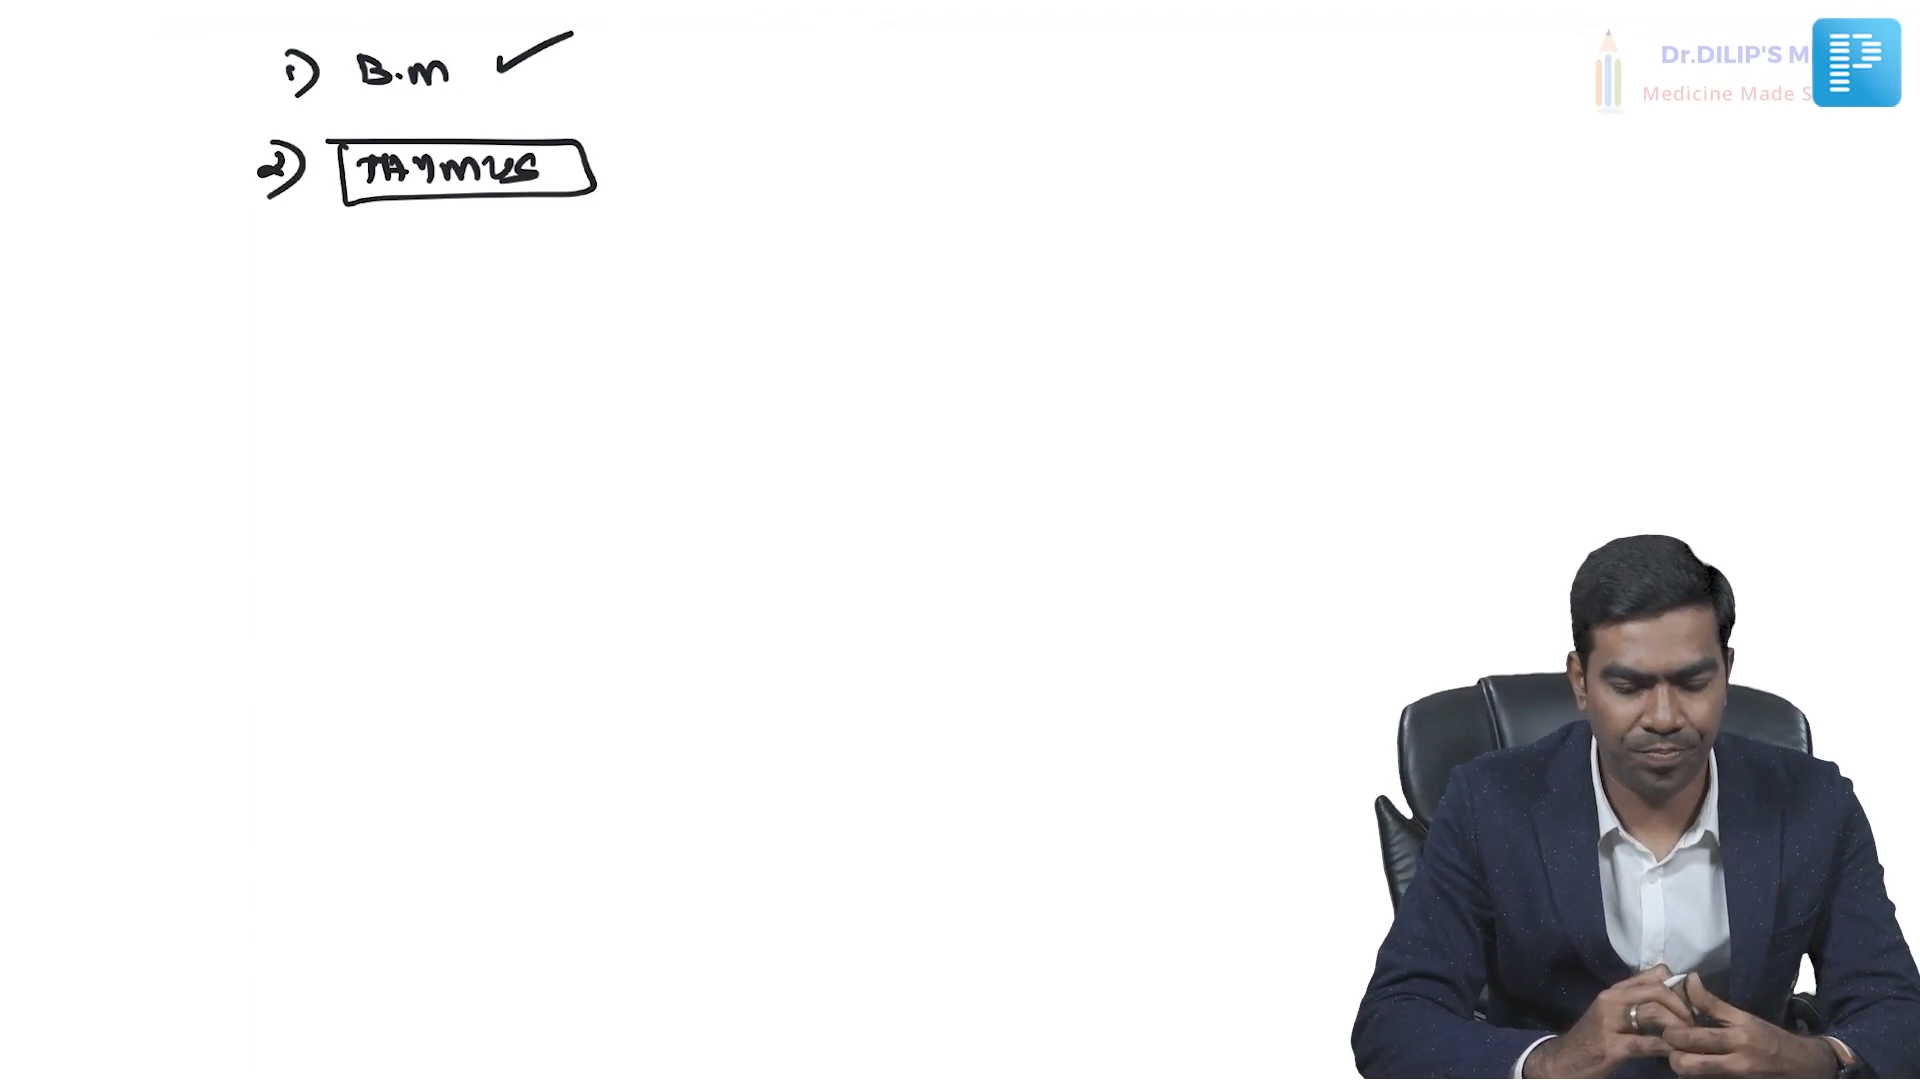 1) B.M ✓
2) THYMUS
Dr.DILIP'S M
Medicine Made S
P